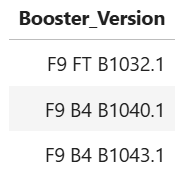 Booster_Version
F9 FT B1032.1
F9 B4 B1040.1
F9 B4 B1043.1